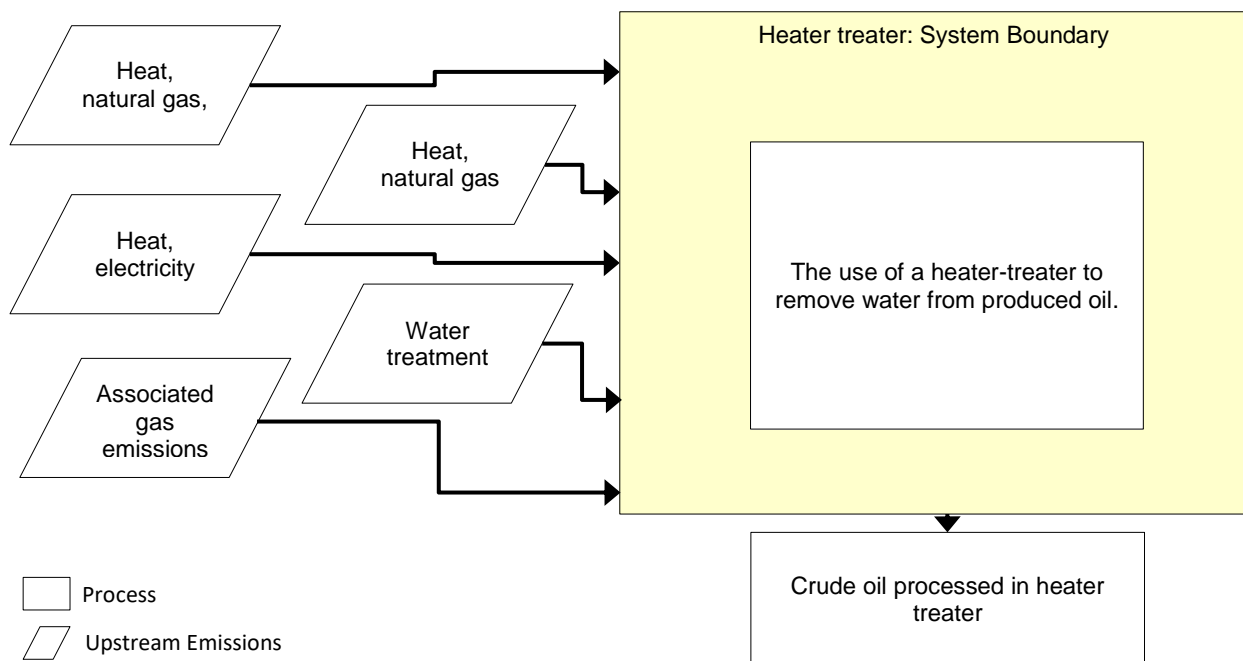 Heater treater: System Boundary
Heat,
natural gas,
Heat,
natural gas
Heat,
electricity
The use of a heater-treater to
remove water from produced oil.
Water
treatment
Associated
gas
emissions
Crude oil processed in heater
treater
Process
Upstream Emissions